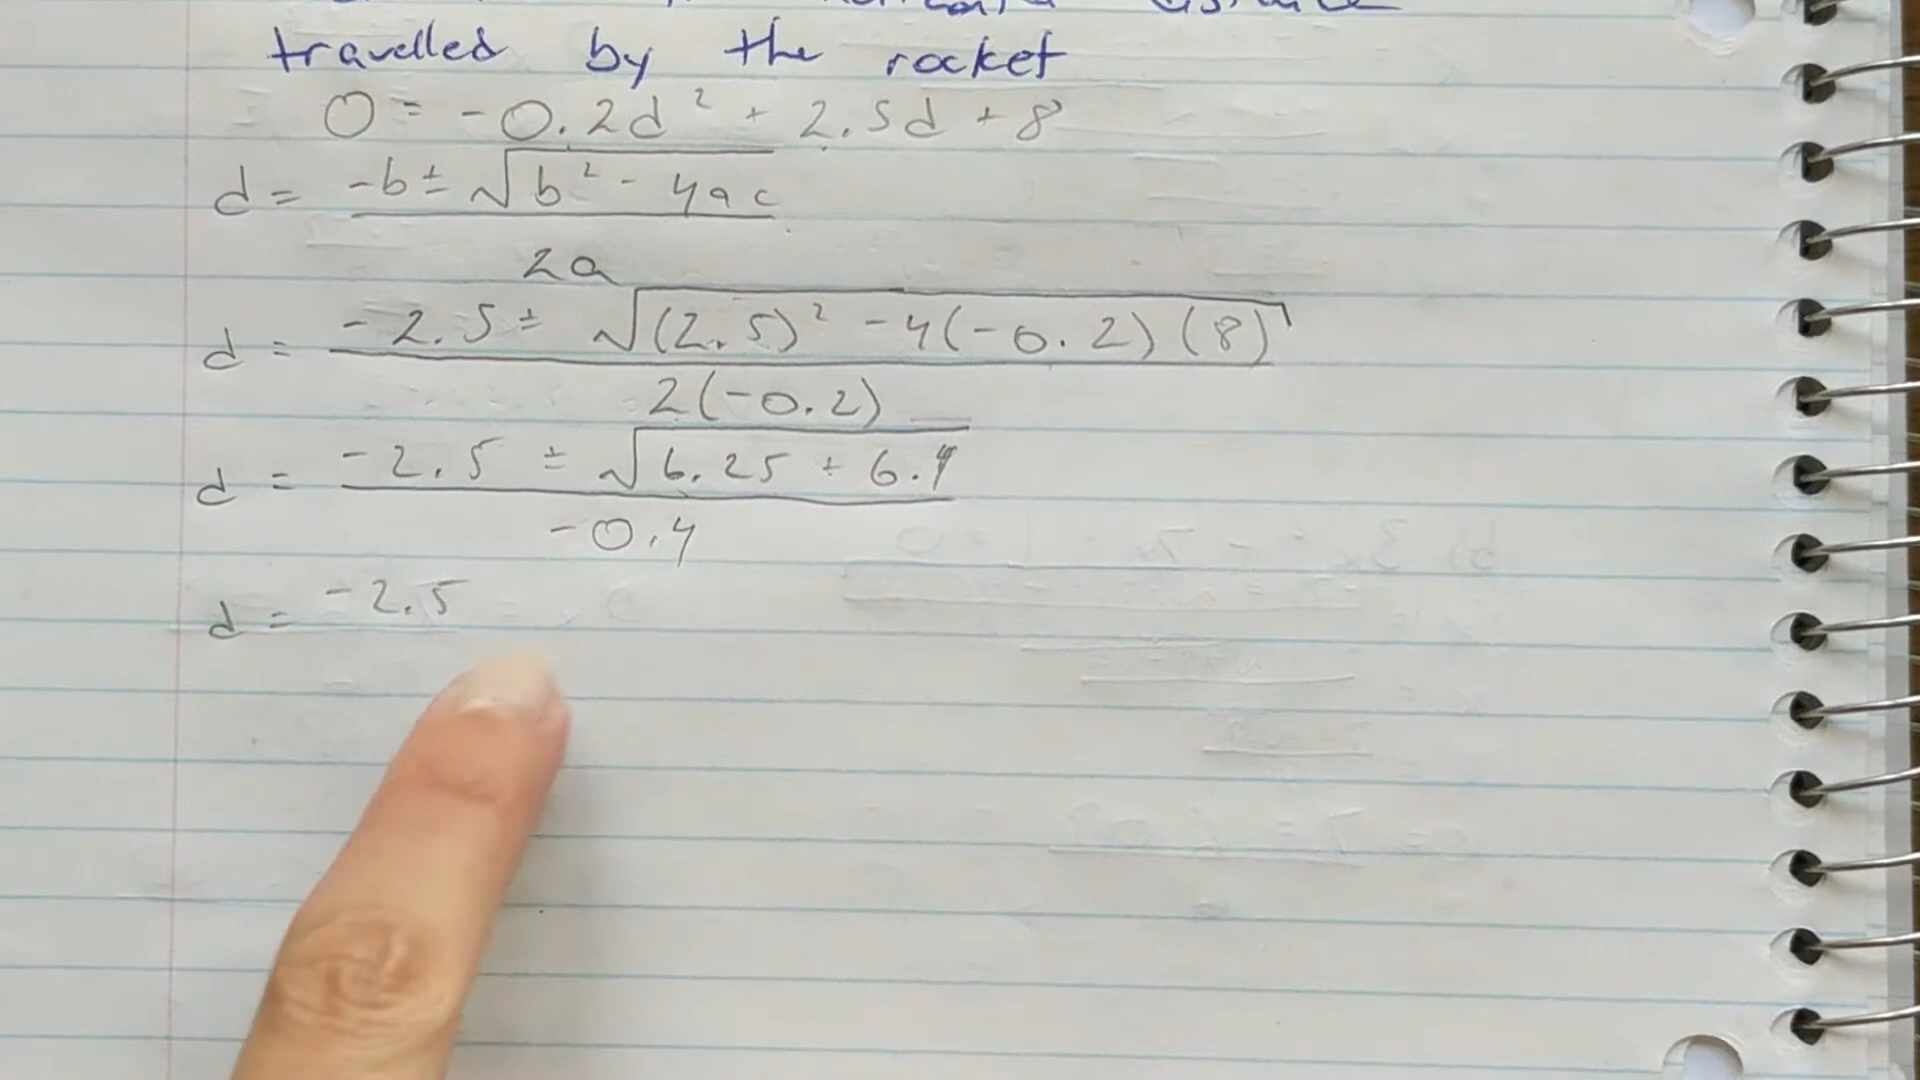 travelled by the rocket
0 = -0.2d² + 2.5d + 8
d = -b ± √b² - 4ac
2a
d = -2.5 ± √(2.5)² - 4(-0.2)(8)
2(-0.2)
d = -2.5 ± √6.25 + 6.4
-0.4
d = -2.5